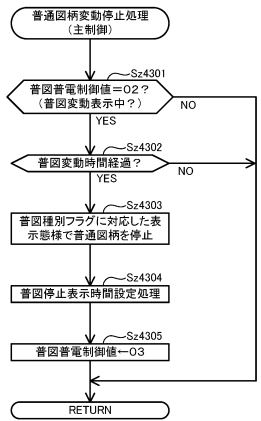 普通図柄変動停止処理
（主制御）
Sz4301
普図普電制御値＝02？
（普図変動表示中？）
NO
YES
Sz4302
普図変動時間経過？
NO
YES
Sz4303
普図種別フラグに対応した表
示態様で普通図柄を停止
Sz4304
普図停止表示時間設定処理
Sz4305
普図普電制御値←03
RETURN